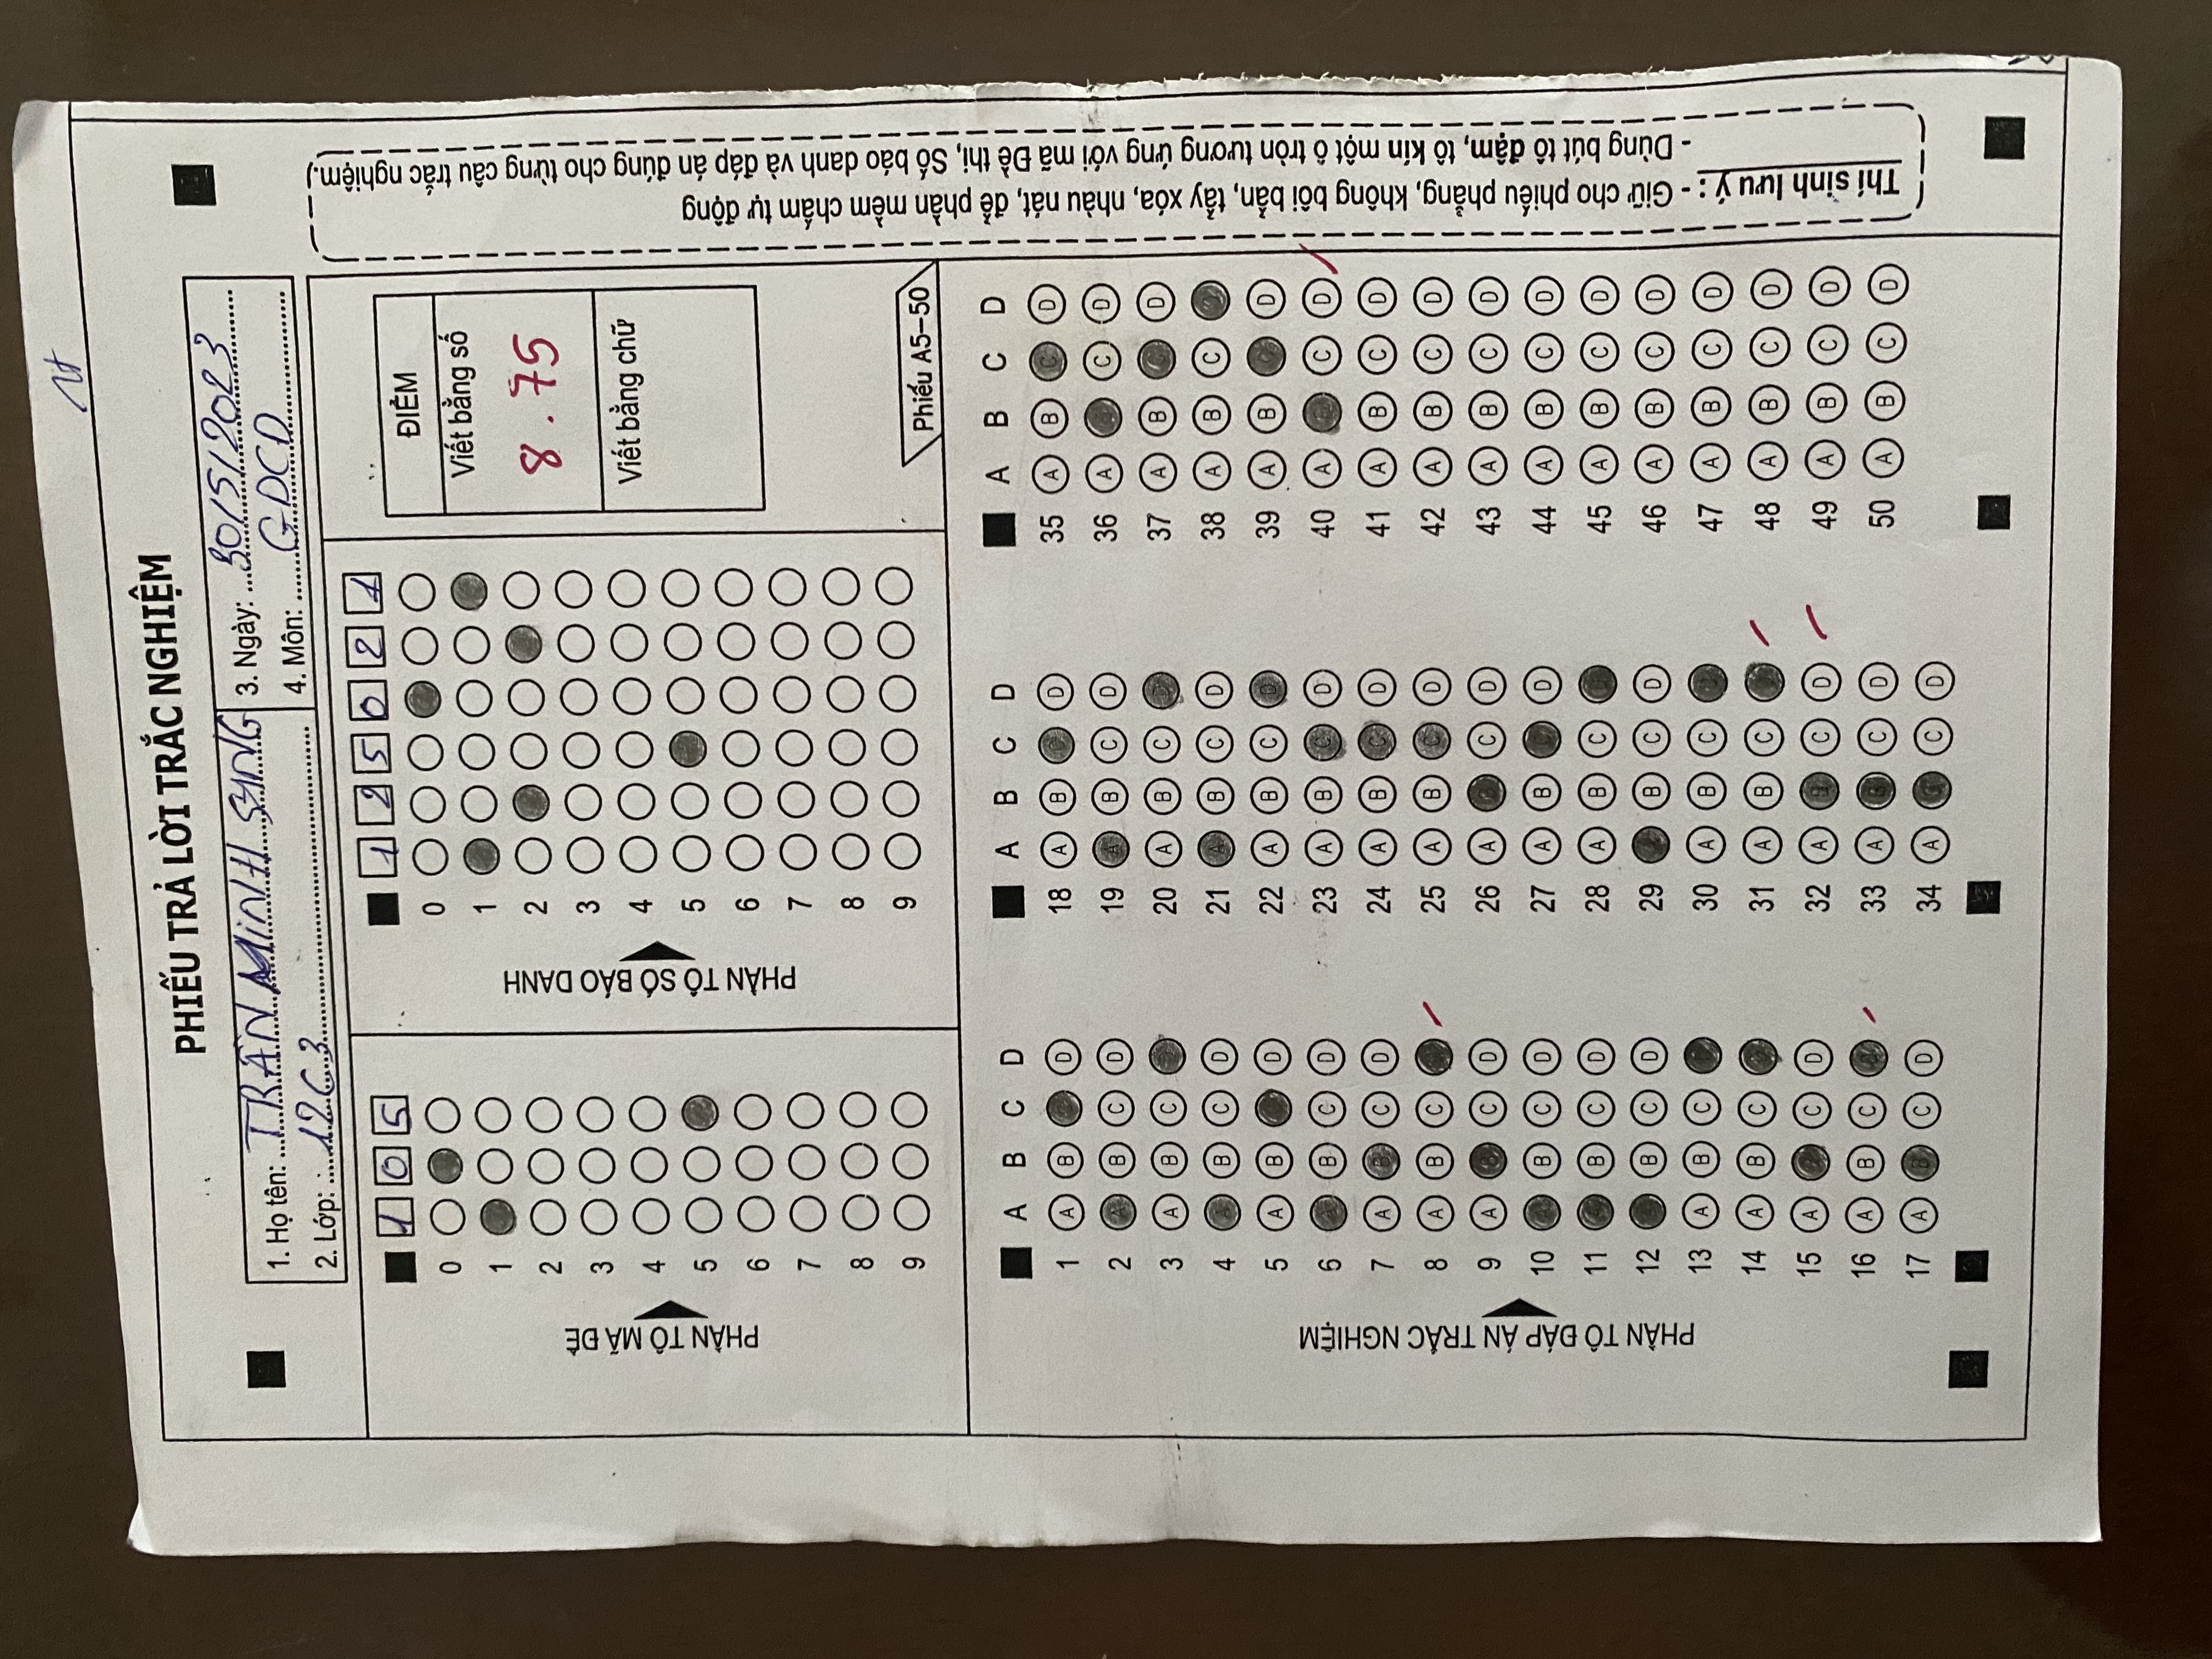 PHIẾU TRẢ LỜI TRẮC NGHIỆM
1. Họ tên: TRẦN MINH SANG
2. Lớp: 12C3
3. Ngày: 30/5/2023
4. Môn: GDCD
PHẦN TÔ MÃ ĐỀ
1 0 5
0
1
2
3
4
5
6
7
8
9
PHẦN TÔ SỐ BÁO DANH
1 2 5 0 2 1
0
1
2
3
4
5
6
7
8
9
ĐIỂM
Viết bằng số
8.75
Viết bằng chữ
Phiếu A5-50
PHẦN TÔ ĐÁP ÁN TRẮC NGHIỆM
A B C D
1 A B C D
2 A B C D
3 A B C D
4 A B C D
5 A B C D
6 A B C D
7 A B C D
8 A B C D
9 A B C D
10 A B C D
11 A B C D
12 A B C D
13 A B C D
14 A B C D
15 A B C D
16 A B C D
17 A B C D
A B C D
18 A B C D
19 A B C D
20 A B C D
21 A B C D
22 A B C D
23 A B C D
24 A B C D
25 A B C D
26 A B C D
27 A B C D
28 A B C D
29 A B C D
30 A B C D
31 A B C D
32 A B C D
33 A B C D
34 A B C D
A B C D
35 A B C D
36 A B C D
37 A B C D
38 A B C D
39 A B C D
40 A B C D
41 A B C D
42 A B C D
43 A B C D
44 A B C D
45 A B C D
46 A B C D
47 A B C D
48 A B C D
49 A B C D
50 A B C D
Thí sinh lưu ý : - Giữ cho phiếu phẳng, không bôi bẩn, tẩy xóa, nhàu nát, để phần mềm chấm tự động
- Dùng bút tô đậm, tô kín một ô tròn tương ứng với mã Đề thi, Số báo danh và đáp án đúng cho từng câu trắc nghiệm.)